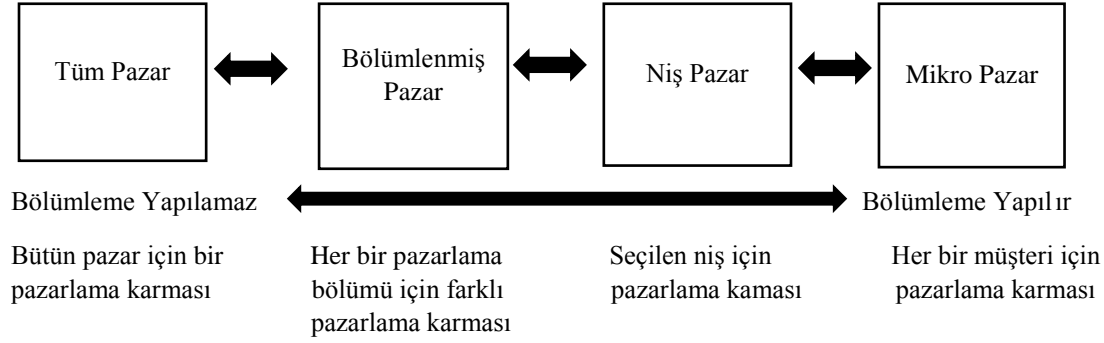 Tüm Pazar
Bölümlenmiş
Pazar
Niş Pazar
Mikro Pazar
Bölümleme Yapılamaz
Bölümleme Yapılır
Bütün pazar için bir
pazarlama karması
Her bir pazarlama
bölümü için farklı
pazarlama karması
Seçilen niş için
pazarlama kaması
Her bir müşteri için
pazarlama karması